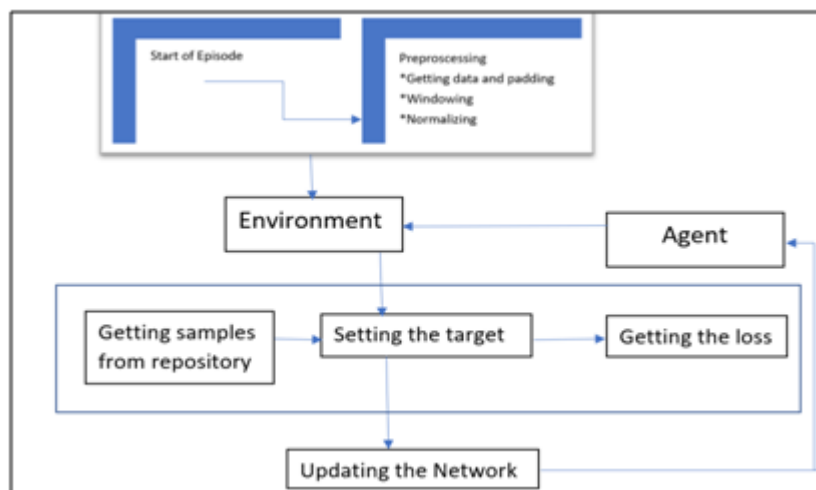 Start of Episode
Preproscessing
*Getting data and padding
*Windowing
*Normalizing
Environment
Agent
Getting samples
from repository
Setting the target
Getting the loss
Updating the Network